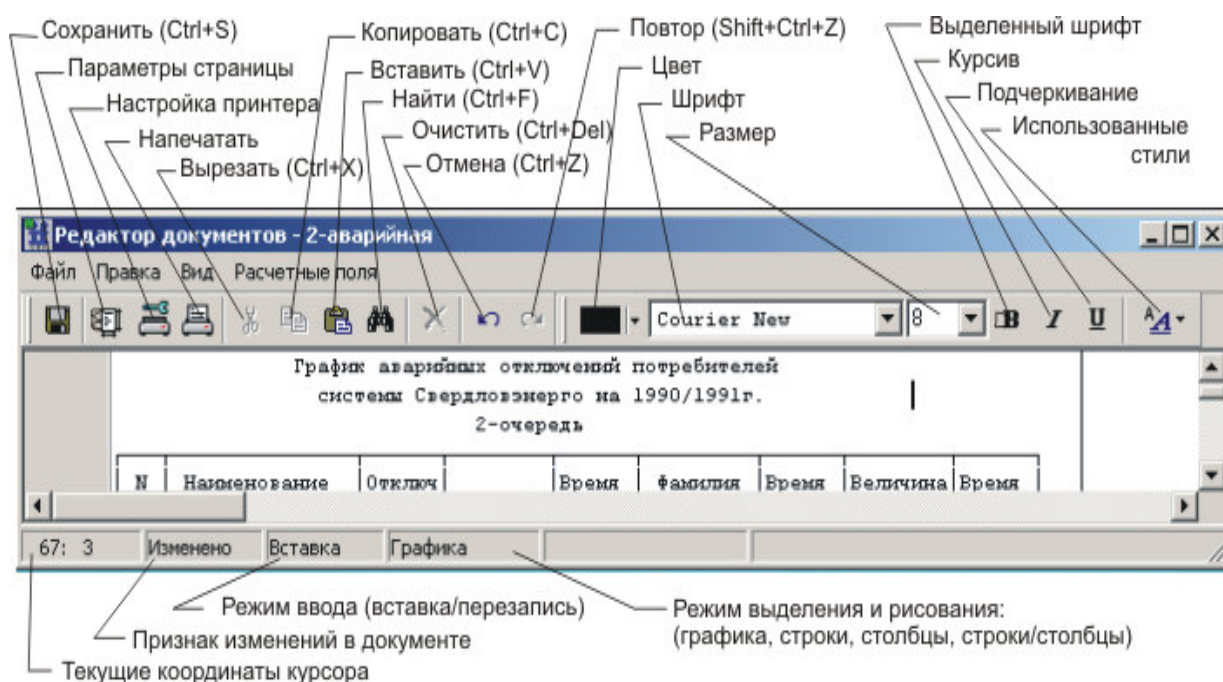 Сохранить (Ctrl+S)
Параметры страницы
Настройка принтера
Напечатать
Вырезать (Ctrl+X)
Копировать (Ctrl+C)
Вставить (Ctrl+V)
Найти (Ctrl+F)
Очистить (Ctrl+Del)
Отмена (Ctrl+Z)
Повтор (Shift+Ctrl+Z)
Цвет
Шрифт
Размер
Выделенный шрифт
Курсив
Подчеркивание
Использованные
стили
Редактор документов - 2-аварийная
Файл Правка Вид Расчетные поля
Courier New 8 B I U A A
График аварийных отключений потребителей
системы Свердловэнерго на 1990/1991г.
2-очередь
N Наименование Отключ Время Фамилия Время Величина Время
67: 3 Изменено Вставка Графика
Режим ввода (вставка/перезапись)
Признак изменений в документе
Текущие координаты курсора
Режим выделения и рисования:
(графика, строки, столбцы, строки/столбцы)